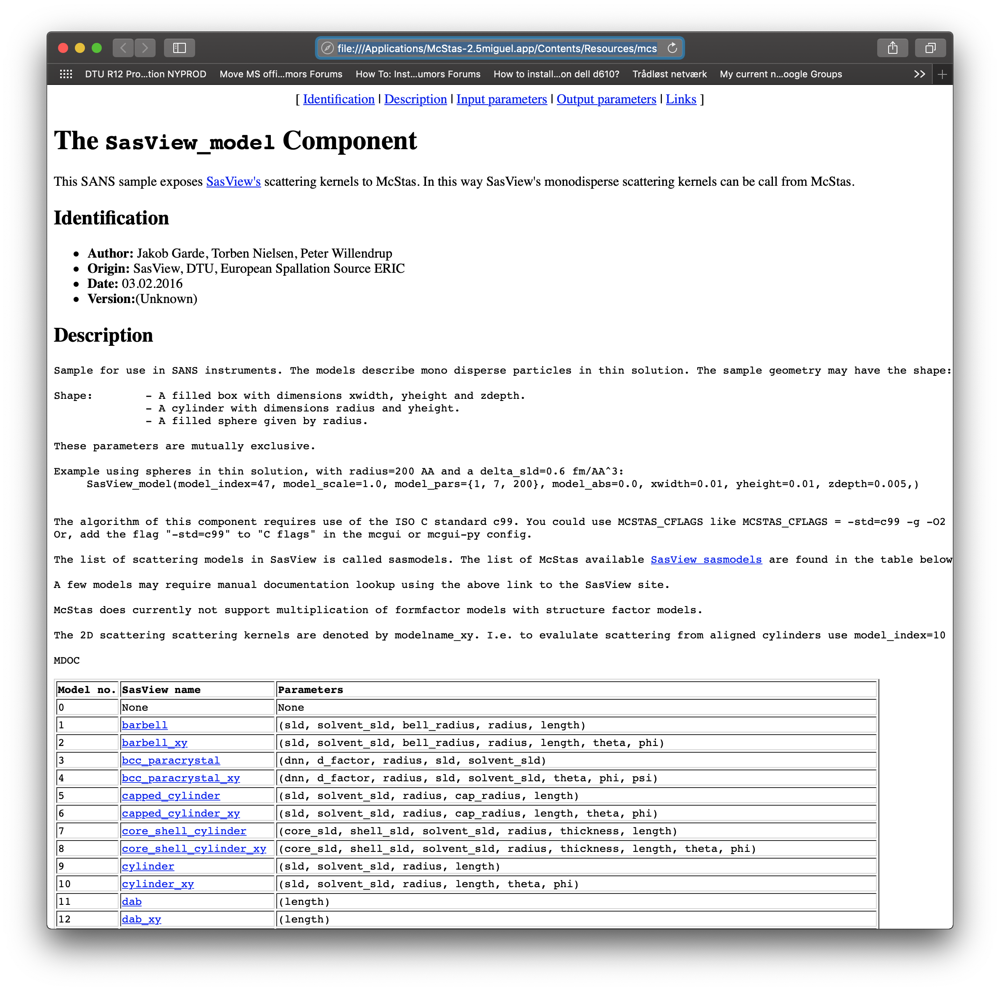 file:///Applications/McStas-2.5miguel.app/Contents/Resources/mcs
DTU R12 Pro...tion NYPROD Move MS offi...mors Forums How To: Inst...umors Forums How to install...on dell d610? Trådløst netværk My current n...oogle Groups
[ Identification | Description | Input parameters | Output parameters | Links ]
The SasView_model Component
This SANS sample exposes SasView's scattering kernels to McStas. In this way SasView's monodisperse scattering kernels can be call from McStas.
Identification
• Author: Jakob Garde, Torben Nielsen, Peter Willendrup
• Origin: SasView, DTU, European Spallation Source ERIC
• Date: 03.02.2016
• Version:(Unknown)
Description
Sample for use in SANS instruments. The models describe mono disperse particles in thin solution. The sample geometry may have the shape:
Shape: - A filled box with dimensions xwidth, yheight and zdepth.
- A cylinder with dimensions radius and yheight.
- A filled sphere given by radius.
These parameters are mutually exclusive.
Example using spheres in thin solution, with radius=200 AA and a delta_sld=0.6 fm/AA^3:
SasView_model(model_index=47, model_scale=1.0, model_pars={1, 7, 200}, model_abs=0.0, xwidth=0.01, yheight=0.01, zdepth=0.005,)
The algorithm of this component requires use of the ISO C standard c99. You could use MCSTAS_CFLAGS like MCSTAS_CFLAGS = -std=c99 -g -O2
Or, add the flag "-std=c99" to "C flags" in the mcgui or mcgui-py config.
The list of scattering models in SasView is called sasmodels. The list of McStas available SasView sasmodels are found in the table below
A few models may require manual documentation lookup using the above link to the SasView site.
McStas does currently not support multiplication of formfactor models with structure factor models.
The 2D scattering scattering kernels are denoted by modelname_xy. I.e. to evalulate scattering from aligned cylinders use model_index=10
MDOC
Model no. SasView name Parameters
0 None None
1 barbell (sld, solvent_sld, bell_radius, radius, length)
2 barbell_xy (sld, solvent_sld, bell_radius, radius, length, theta, phi)
3 bcc_paracrystal (dnn, d_factor, radius, sld, solvent_sld)
4 bcc_paracrystal_xy (dnn, d_factor, radius, sld, solvent_sld, theta, phi, psi)
5 capped_cylinder (sld, solvent_sld, radius, cap_radius, length)
6 capped_cylinder_xy (sld, solvent_sld, radius, cap_radius, length, theta, phi)
7 core_shell_cylinder (core_sld, shell_sld, solvent_sld, radius, thickness, length)
8 core_shell_cylinder_xy (core_sld, shell_sld, solvent_sld, radius, thickness, length, theta, phi)
9 cylinder (sld, solvent_sld, radius, length)
10 cylinder_xy (sld, solvent_sld, radius, length, theta, phi)
11 dab (length)
12 dab_xy (length)